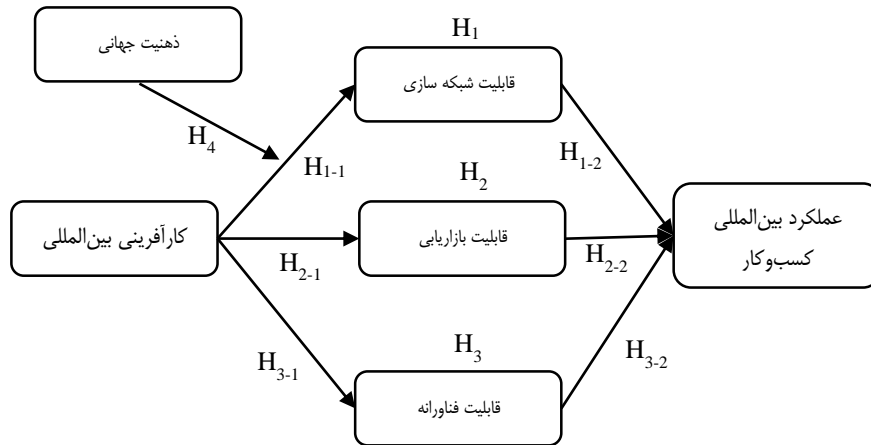 ذهنیت جهانی
H1
قابلیت شبکه سازی
H4
H1-1
H1-2
H2
کارآفرینی بین‌المللی
قابلیت بازاریابی
عملکرد بین‌المللی
کسب‌وکار
H2-1
H2-2
H3
H3-1
H3-2
قابلیت فناورانه